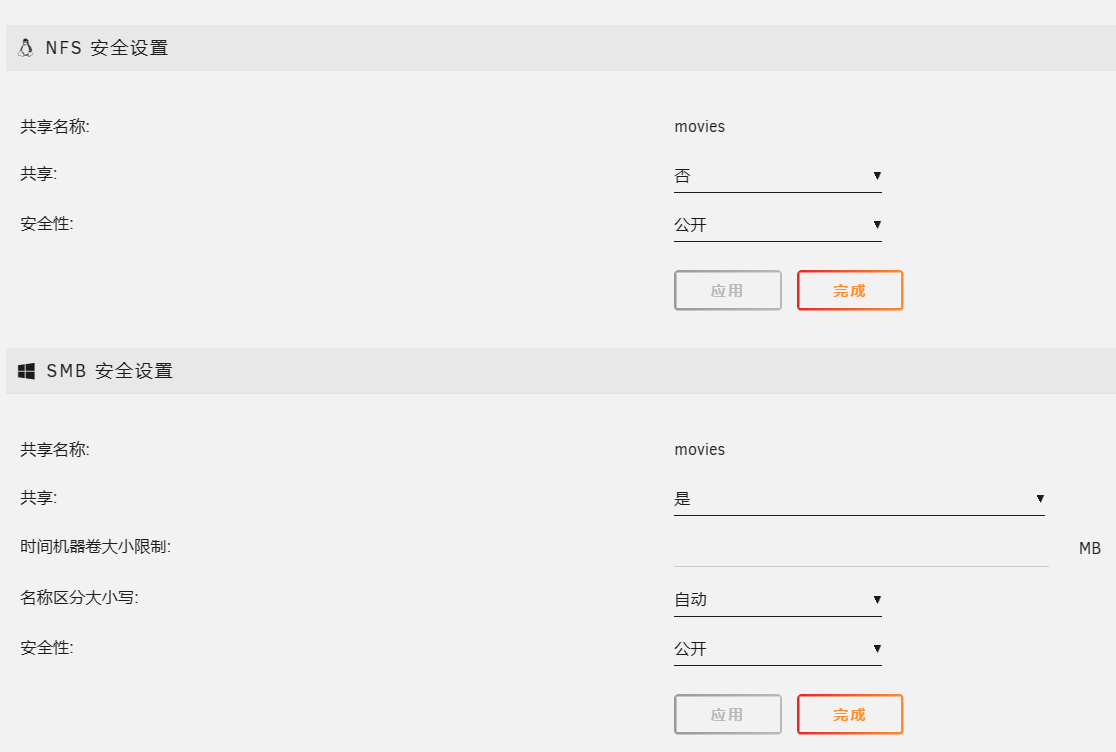 NFS 安全设置
共享名称: movies
共享: 否
安全性: 公开
应用 完成
SMB 安全设置
共享名称: movies
共享: 是
时间机器卷大小限制: MB
名称区分大小写: 自动
安全性: 公开
应用 完成